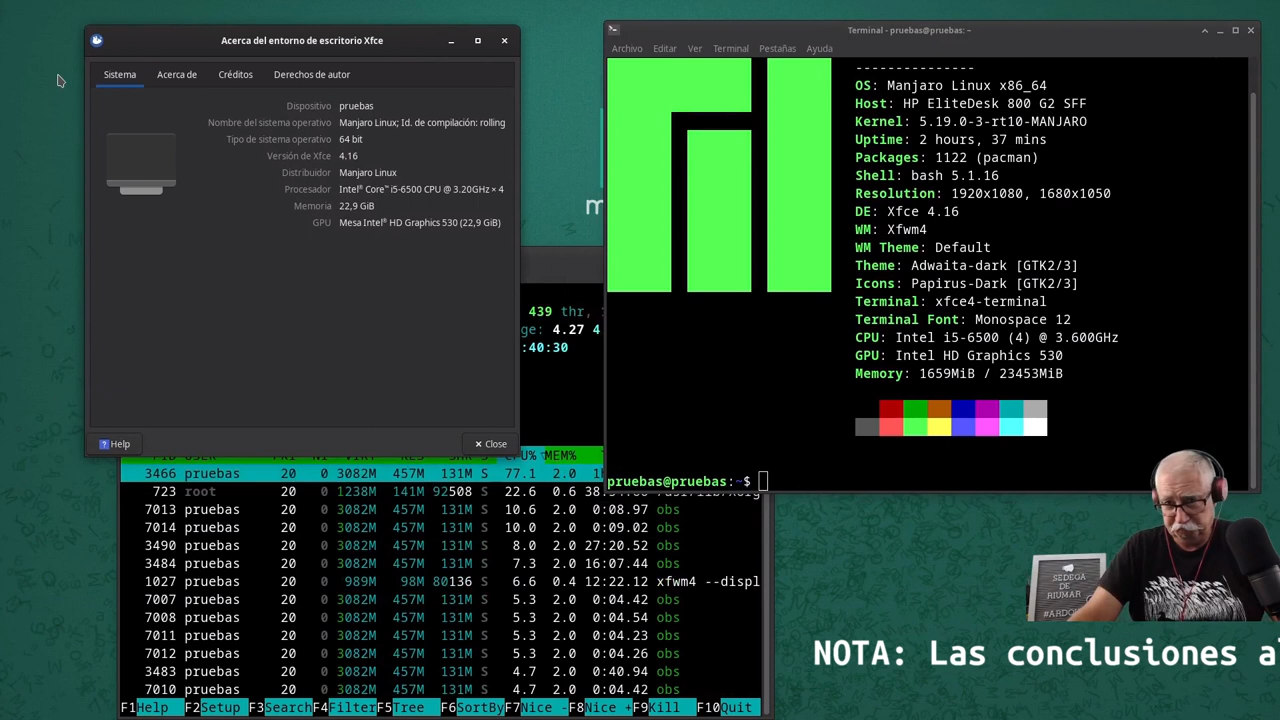 Acerca del entorno de escritorio Xfce
Sistema Acerca de Créditos Derechos de autor
Dispositivo pruebas
Nombre del sistema operativo Manjaro Linux; Id. de compilación: rolling
Tipo de sistema operativo 64 bit
Versión de Xfce 4.16
Distribuidor Manjaro Linux
Procesador Intel® Core™ i5-6500 CPU @ 3.20GHz × 4
Memoria 22,9 GiB
GPU Mesa Intel® HD Graphics 530 (22,9 GiB)
Help Close
Terminal - pruebas@pruebas: ~
Archivo Editar Ver Terminal Pestañas Ayuda
---------------
OS: Manjaro Linux x86_64
Host: HP EliteDesk 800 G2 SFF
Kernel: 5.19.0-3-rt10-MANJARO
Uptime: 2 hours, 37 mins
Packages: 1122 (pacman)
Shell: bash 5.1.16
Resolution: 1920x1080, 1680x1050
DE: Xfce 4.16
WM: Xfwm4
WM Theme: Default
Theme: Adwaita-dark [GTK2/3]
Icons: Papirus-Dark [GTK2/3]
Terminal: xfce4-terminal
Terminal Font: Monospace 12
CPU: Intel i5-6500 (4) @ 3.600GHz
GPU: Intel HD Graphics 530
Memory: 1659MiB / 23453MiB
pruebas@pruebas:~$
m
439 thr,
ge: 4.27 4
:40:30
PID USER PRI NI VIRT RES SHR S CPU% MEM%
3466 pruebas 20 0 3082M 457M 131M S 77.1 2.0
723 root 20 0 1238M 141M 92508 S 22.6 0.6
7013 pruebas 20 0 3082M 457M 131M S 10.6 2.0 0:08.97 obs
7014 pruebas 20 0 3082M 457M 131M S 10.0 2.0 0:09.02 obs
3490 pruebas 20 0 3082M 457M 131M S 8.0 2.0 27:20.52 obs
3484 pruebas 20 0 3082M 457M 131M S 7.3 2.0 16:07.44 obs
1027 pruebas 20 0 989M 98M 80136 S 6.6 0.4 12:22.12 xfwm4 --displ
7007 pruebas 20 0 3082M 457M 131M S 5.3 2.0 0:04.42 obs
7008 pruebas 20 0 3082M 457M 131M S 5.3 2.0 0:04.54 obs
7011 pruebas 20 0 3082M 457M 131M S 5.3 2.0 0:04.23 obs
7012 pruebas 20 0 3082M 457M 131M S 5.3 2.0 0:04.26 obs
3483 pruebas 20 0 3082M 457M 131M S 4.7 2.0 0:40.94 obs
7010 pruebas 20 0 3082M 457M 131M S 4.7 2.0 0:04.42 obs
F1Help F2Setup F3Search F4Filter F5Tree F6SortBy F7Nice - F8Nice + F9Kill F10Quit
SEDEGA
DE
RIUMAR
NOTA: Las conclusiones a